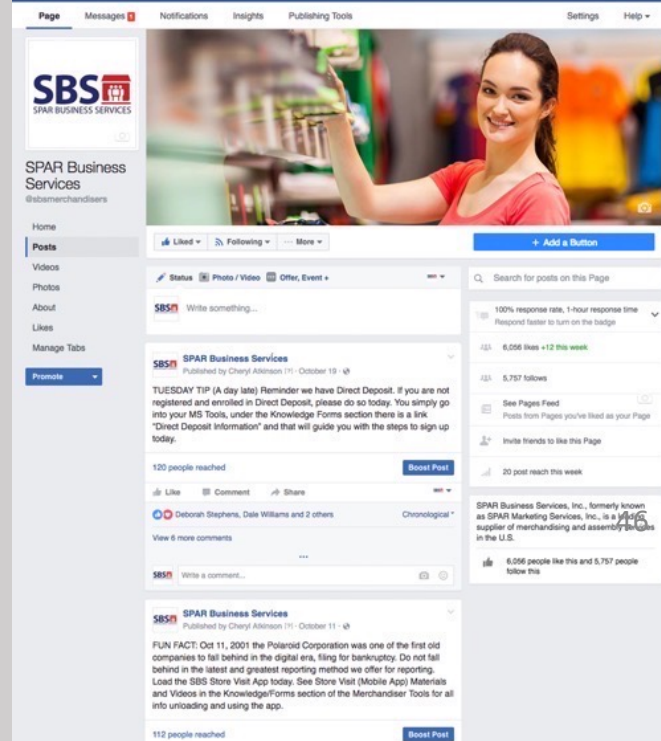 Page Messages 8 Notifications Insights Publishing Tools Settings Help
SBS
SPAR BUSINESS SERVICES
SPAR Business
Services
@sbsmerchandisers
Home
Posts
Videos
Photos
About
Likes
Manage Tabs
Promote
Liked Following ··· More
+ Add a Button
Status Photo / Video Offer, Event +
SBS Write something...
SBS SPAR Business Services
Published by Cheryl Atkinson [?] · October 19 ·
TUESDAY TIP (A day late) Reminder we have Direct Deposit. If you are not
registered and enrolled in Direct Deposit, please do so today. You simply go
into your MS Tools, under the Knowledge Forms section there is a link
"Direct Deposit Information" and that will guide you with the steps to sign up
today.
120 people reached Boost Post
Like Comment Share
Deborah Stephens, Dale Williams and 2 others Chronological
View 6 more comments
SBS Write a comment...
SBS SPAR Business Services
Published by Cheryl Atkinson [?] · October 11 ·
FUN FACT: Oct 11, 2001 the Polaroid Corporation was one of the first old
companies to fall behind in the digital era, filing for bankruptcy. Do not fall
behind in the latest and greatest reporting method we offer for reporting.
Load the SBS Store Visit App today. See Store Visit (Mobile App) Materials
and Videos in the Knowledge/Forms section of the Merchandiser Tools for all
info unloading and using the app.
112 people reached Boost Post
Search for posts on this Page
100% response rate, 1-hour response time
Respond faster to turn on the badge
6,056 likes +12 this week
5,757 follows
See Pages Feed
Posts from Pages you've liked as your Page
Invite friends to like this Page
20 post reach this week
SPAR Business Services, Inc., formerly known
as SPAR Marketing Services, Inc., is a leading
supplier of merchandising and assembly services
in the U.S.
46
6,056 people like this and 5,757 people
follow this